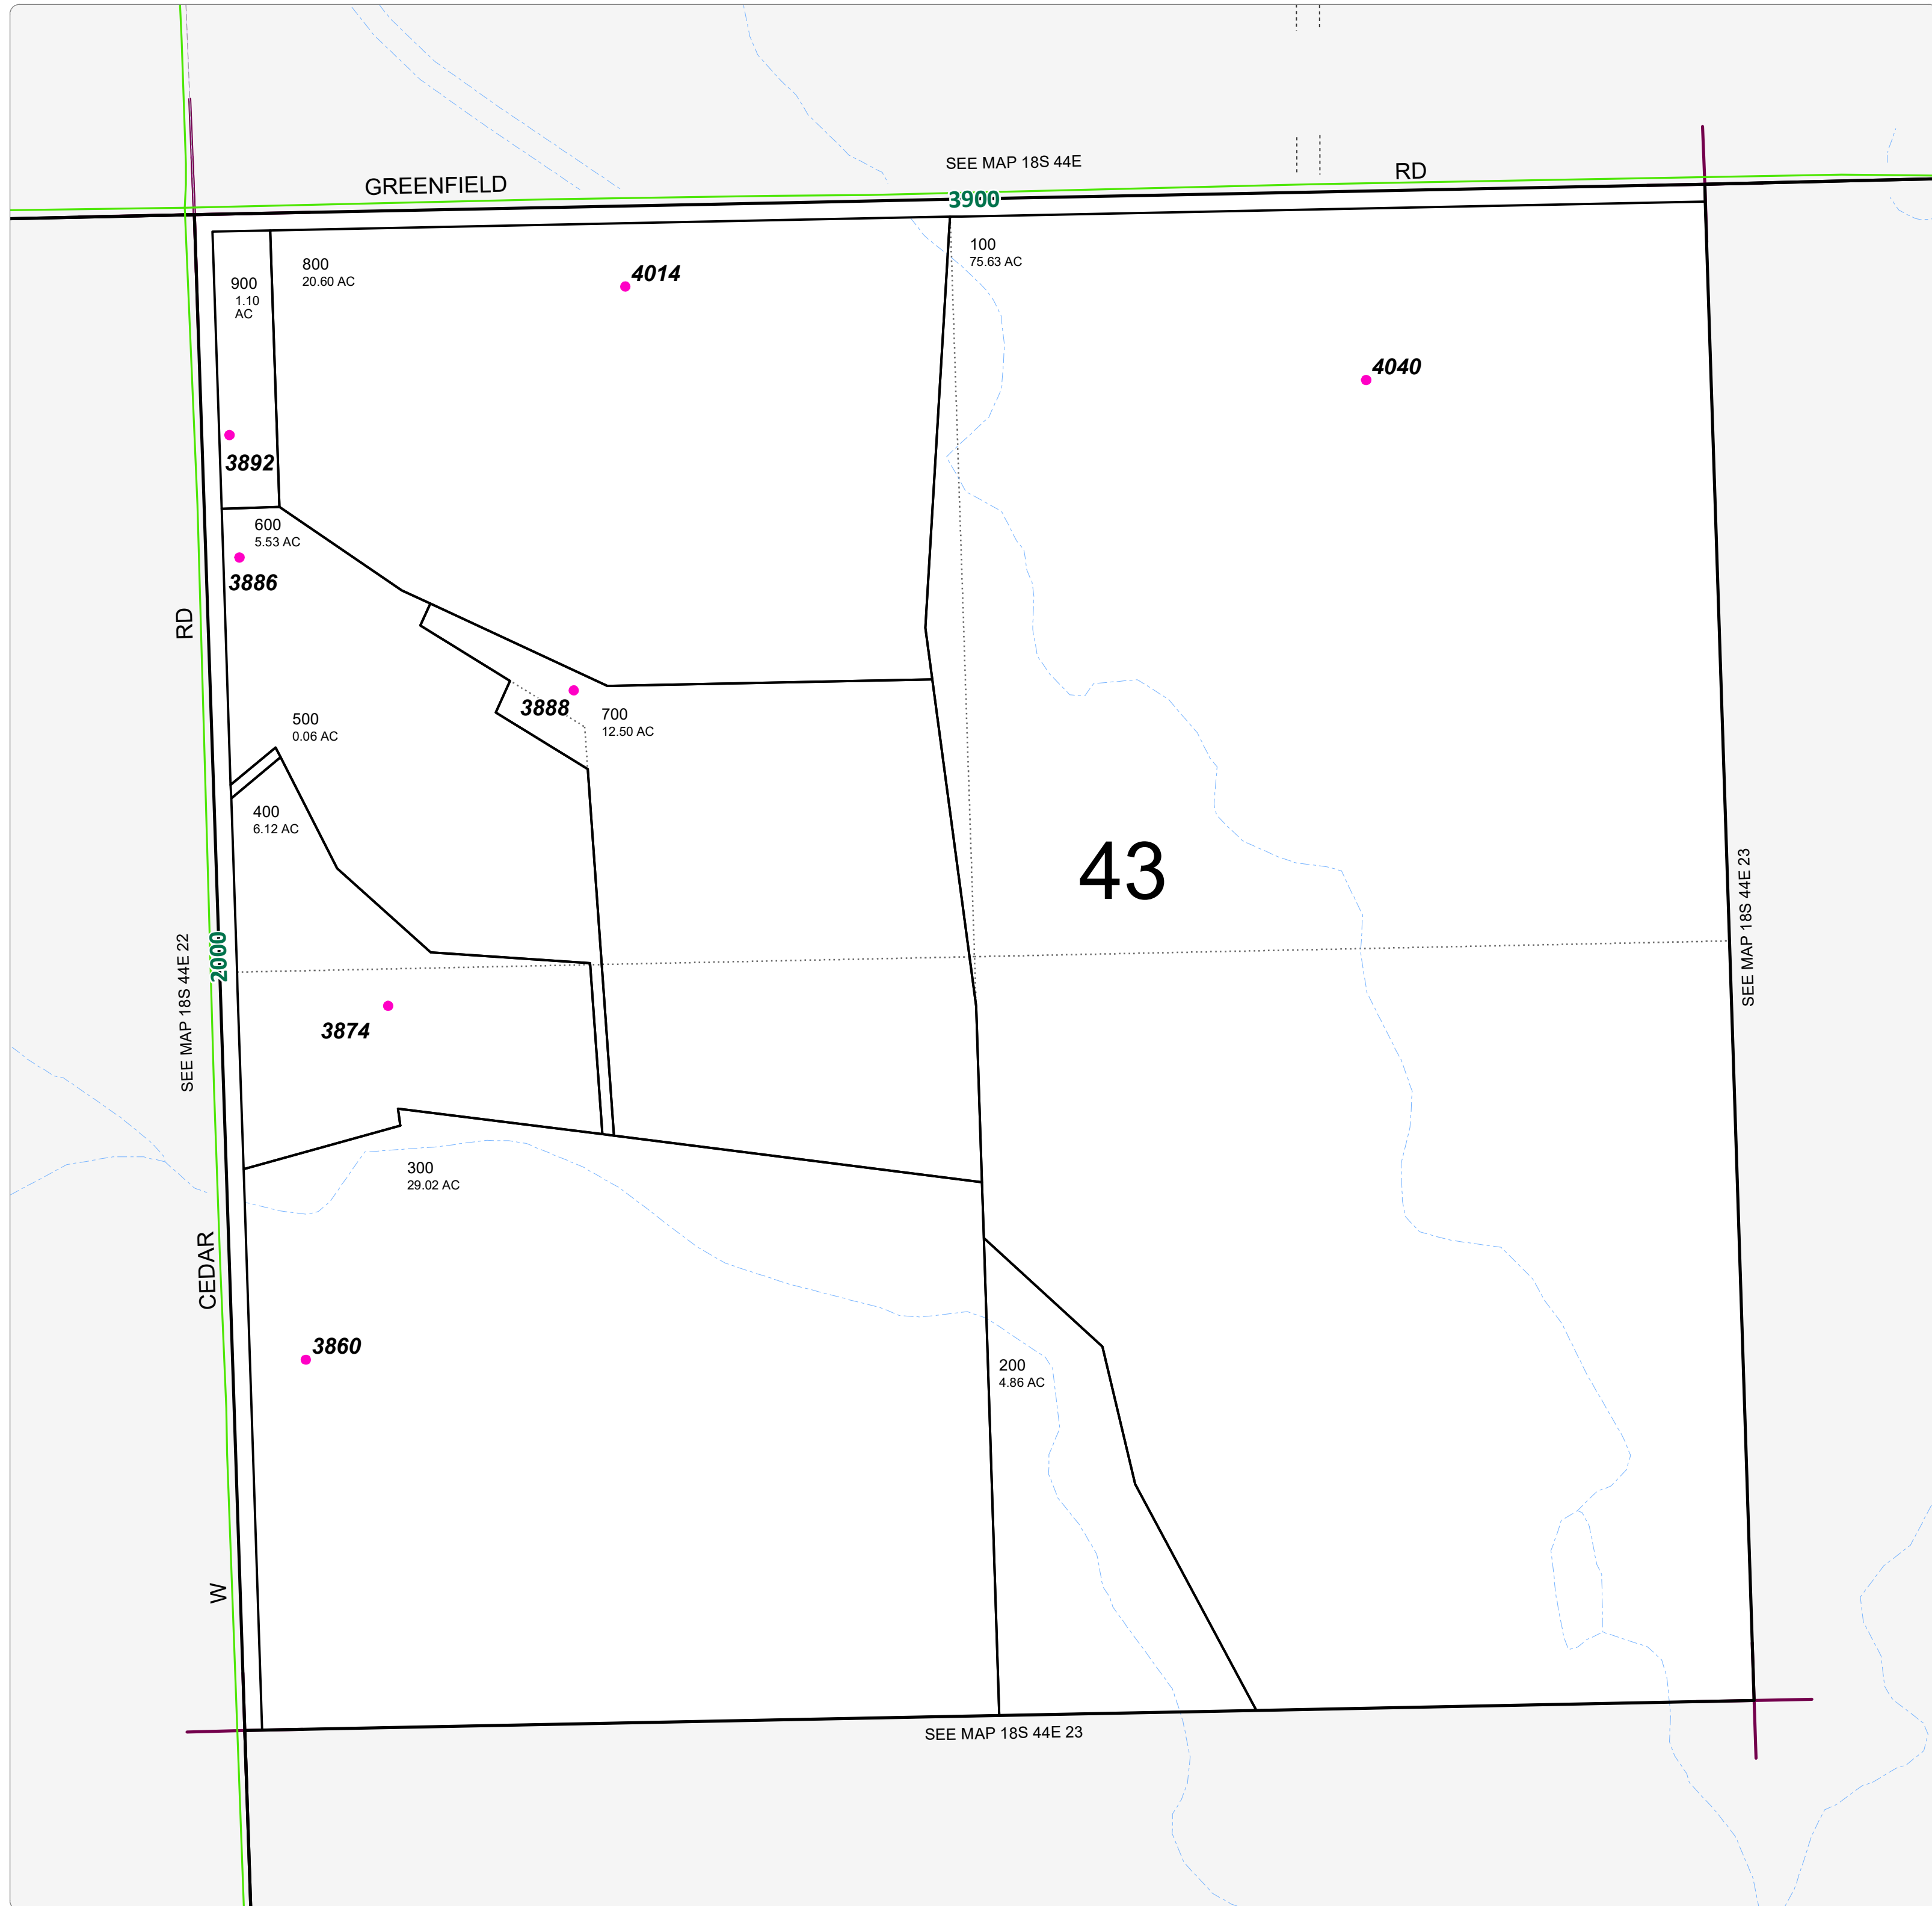 SEE MAP 18S 44E
GREENFIELD
RD
3900
100
75.63 AC
800
20.60 AC
4014
900
1.10
AC
4040
3892
600
5.53 AC
3886
RD
3888
700
12.50 AC
500
0.06 AC
400
6.12 AC
43
SEE MAP 18S 44E 23
2000
SEE MAP 18S 44E 22
3874
300
29.02 AC
CEDAR
3860
200
4.86 AC
W
SEE MAP 18S 44E 23